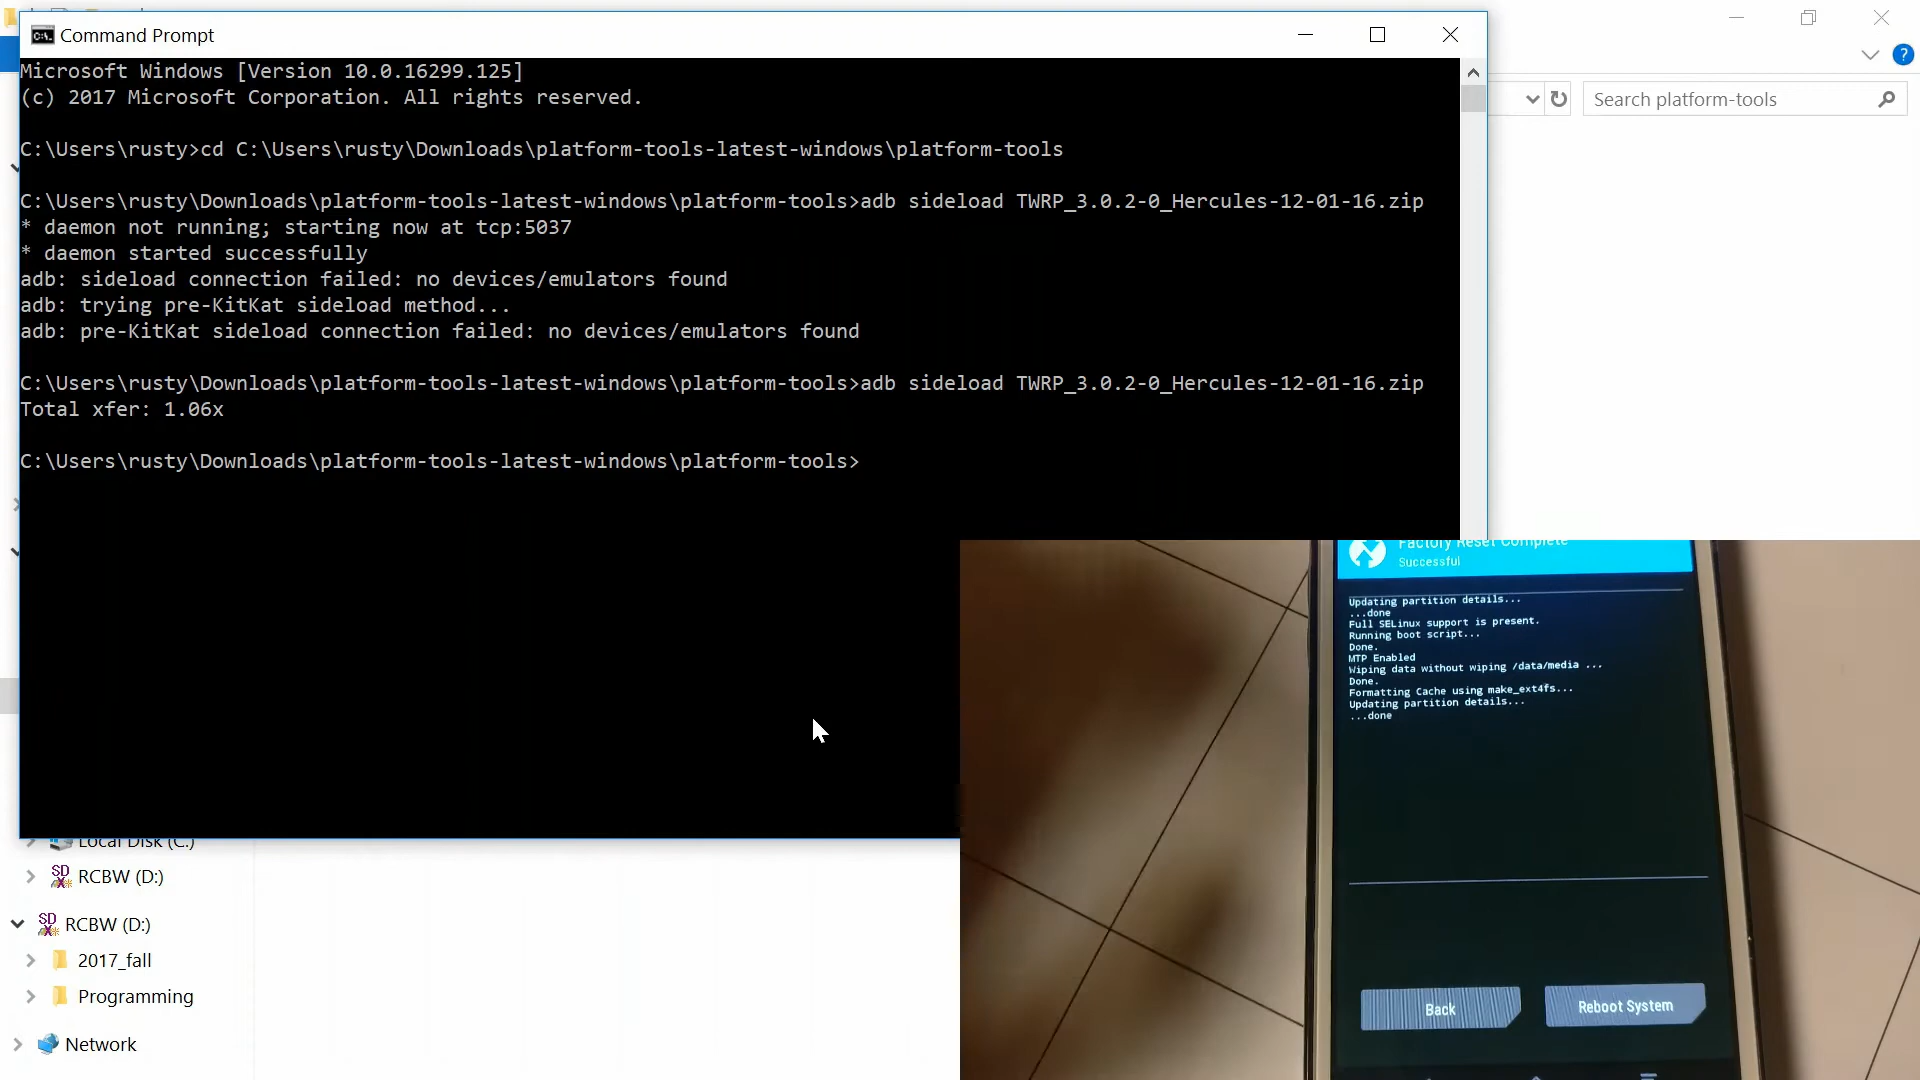 Command Prompt
Microsoft Windows [Version 10.0.16299.125]
(c) 2017 Microsoft Corporation. All rights reserved.
C:\Users\rusty>cd C:\Users\rusty\Downloads\platform-tools-latest-windows\platform-tools
C:\Users\rusty\Downloads\platform-tools-latest-windows\platform-tools>adb sideload TWRP_3.0.2-0_Hercules-12-01-16.zip
* daemon not running; starting now at tcp:5037
* daemon started successfully
adb: sideload connection failed: no devices/emulators found
adb: trying pre-KitKat sideload method...
adb: pre-KitKat sideload connection failed: no devices/emulators found
C:\Users\rusty\Downloads\platform-tools-latest-windows\platform-tools>adb sideload TWRP_3.0.2-0_Hercules-12-01-16.zip
Total xfer: 1.06x
C:\Users\rusty\Downloads\platform-tools-latest-windows\platform-tools>
Search platform-tools
Local Disk (C:)
RCBW (D:)
RCBW (D:)
2017_fall
Programming
Network
Factory Reset Complete
Successful
Updating partition details...
...done
Full SELinux support is present.
Running boot script...
Done.
MTP Enabled
Wiping data without wiping /data/media ...
Done.
Formatting Cache using make_ext4fs...
Updating partition details...
...done
Back
Reboot System